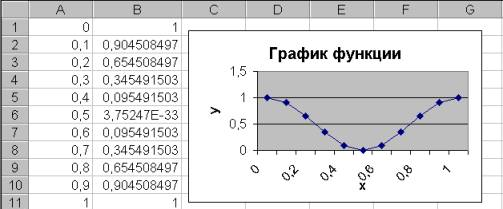 A B C D E F G
1 0 1
2 0,1 0,904508497
3 0,2 0,654508497
4 0,3 0,345491503
5 0,4 0,095491503
6 0,5 3,75247E-33
7 0,6 0,095491503
8 0,7 0,345491503
9 0,8 0,654508497
10 0,9 0,904508497
11 1 1
График функции
1,5
1
0,5
0
y
0 0,2 0,4 0,6 0,8 1
x